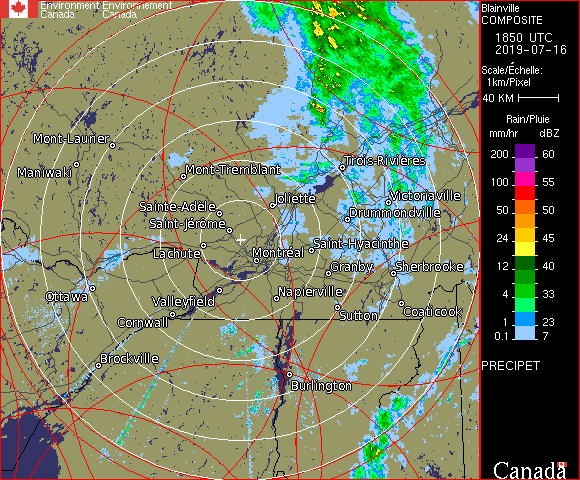 Environment Environnement
Canada Canada
Blainville
COMPOSITE
1850 UTC
2019-07-16
Scale/Échelle:
1km/Pixel
40 KM
Rain/Pluie
mm/hr dBZ
200 60
100 55
50 50
24 45
12 40
4 33
1 23
0.1 7
PRECIPET
Canada
Mont-Laurier
Maniwaki
Mont-Tremblant
Trois-Rivières
Sainte-Adèle
Joliette
Victoriaville
Drummondville
Saint-Jérôme
Lachute
Montréal
Saint-Hyacinthe
Granby
Sherbrooke
Ottawa
Valleyfield
Napierville
Cornwall
Sutton
Coaticook
Brockville
Burlington